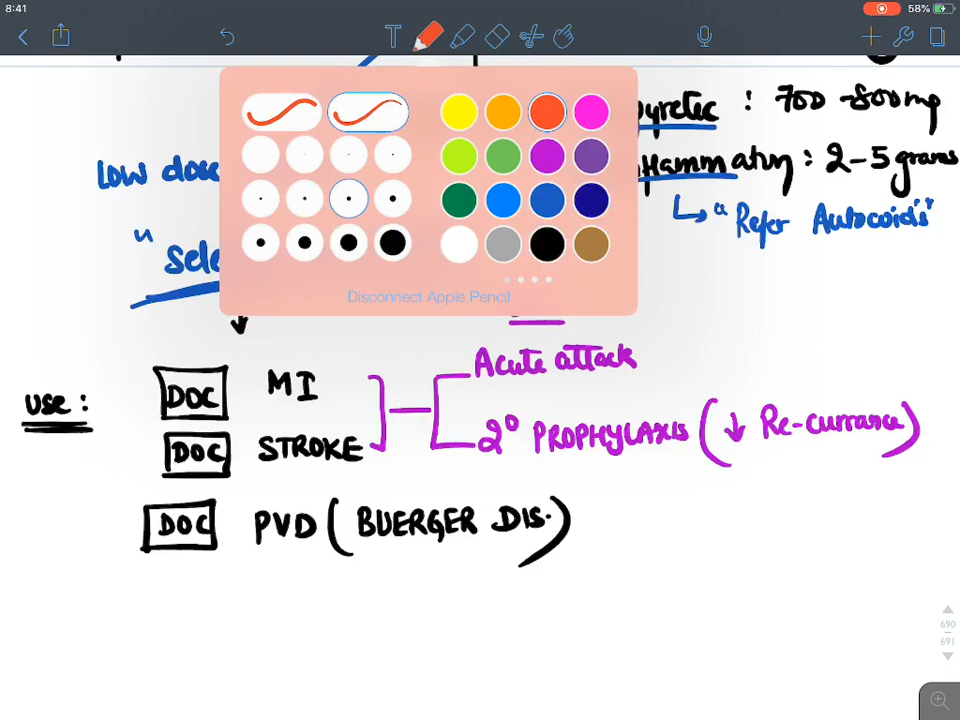 8:41
58%
T
pyretic : 700-800mg
Low dose
nflammatory : 2-5 grams
" Refer Autocoids"
" Sele
Disconnect Apple Pencil
Acute attack
USE : DOC MI
2° PROPHYLAXIS (↓ Re-currance)
DOC STROKE
DOC PVD (BUERGER DIS.)
690
691